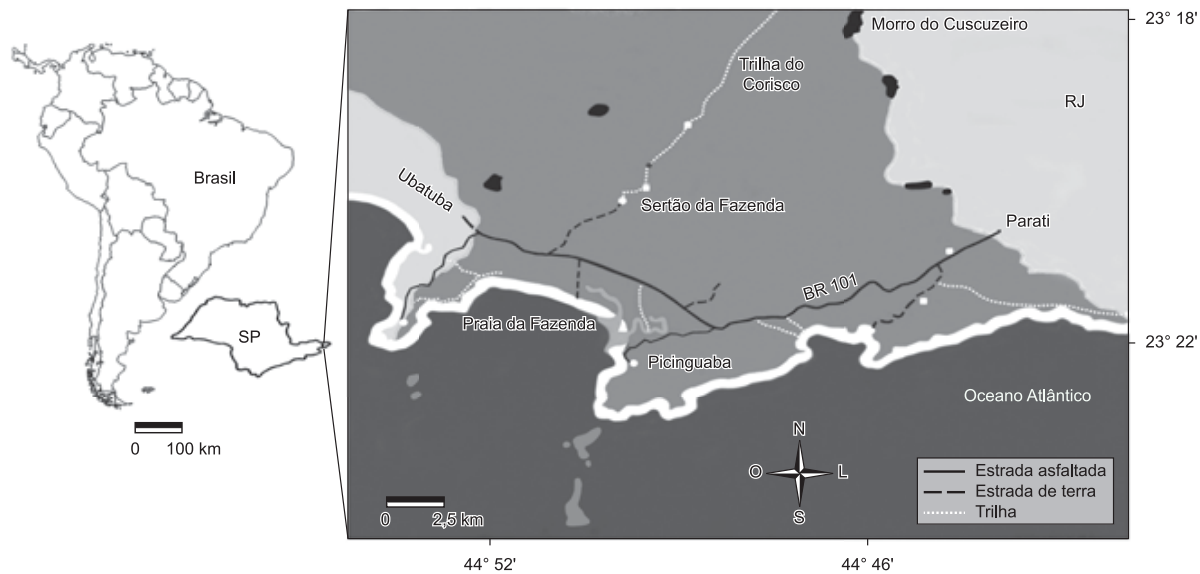 Brasil
SP
0 100 km
Morro do Cuscuzeiro
Trilha do
Corisco
RJ
Ubatuba
Sertão da Fazenda
Parati
BR 101
Praia da Fazenda
Picinguaba
Oceano Atlântico
N
O L
S
0 2,5 km
Estrada asfaltada
Estrada de terra
Trilha
23° 18'
23° 22'
44° 52'
44° 46'